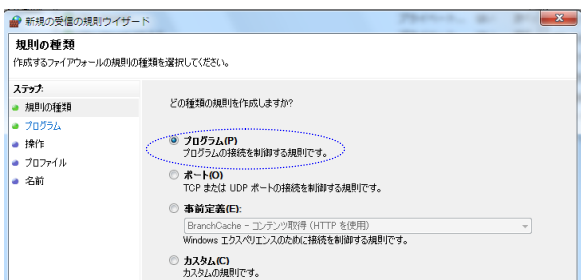 新規の受信の規則ウィザード
規則の種類
作成するファイアウォールの規則の種類を選択してください。
ステップ:
規則の種類
プログラム
操作
プロファイル
名前
どの種類の規則を作成しますか?
プログラム(P)
プログラムの接続を制御する規則です。
ポート(O)
TCP または UDP ポートの接続を制御する規則です。
事前定義(E):
BranchCache - コンテンツ取得 (HTTP を使用)
Windows エクスペリエンスのために接続を制御する規則です。
カスタム(C)
カスタムの規則です。